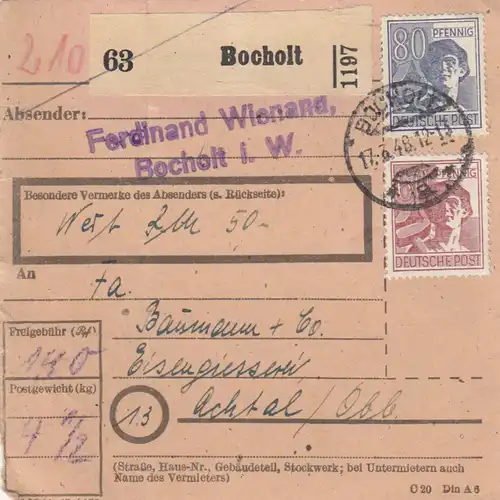 210
63 Bocholt
1197
80 PFENNIG
DEUTSCHE POST
Absender:
Ferdinand Wienand,
Bocholt i. W.
BOCHOLT
17.3.48.12-13
PFENNIG
DEUTSCHE POST
Besondere Vermerke des Absenders (s. Rückseite):
Wert 50.-
An
Fa.
Baumann + Co.
Eisengiesserei
Achtal / Obb.
Freigebühr (Rpf)
140
Postgewicht (kg)
4 1/2
13
(Straße, Haus-Nr., Gebäudeteil, Stockwerk; bei Untermietern auch
Name des Vermieters)
C 20 Din A 6